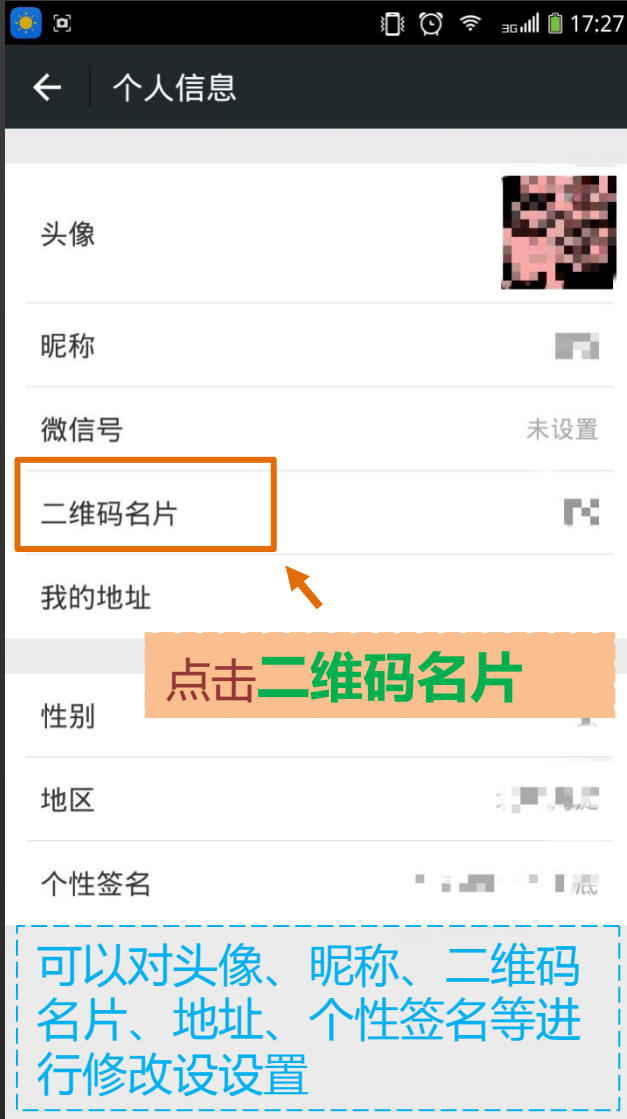 3G 17:27
个人信息
头像
昵称
微信号 未设置
二维码名片
我的地址
点击二维码名片
性别
地区
个性签名 底
可以对头像、昵称、二维码
名片、地址、个性签名等进
行修改设设置